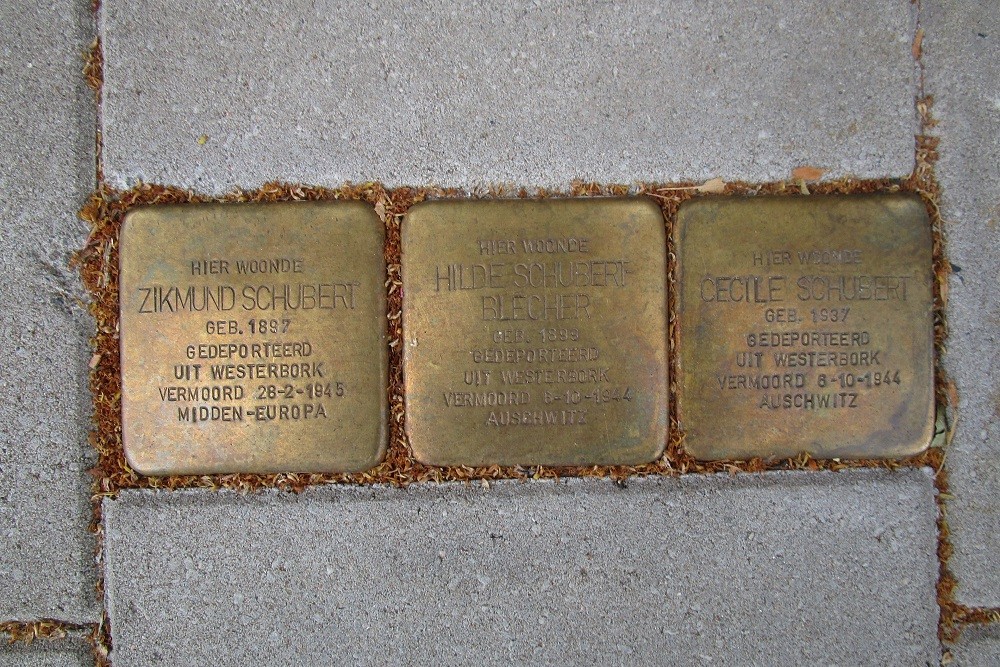 HIER WOONDE
ZIKMUND SCHUBERT
GEB. 1897
GEDEPORTEERD
UIT WESTERBORK
VERMOORD 28-2-1945
MIDDEN-EUROPA
HIER WOONDE
HILDE SCHUBERT
BLECHER
GEB. 1899
GEDEPORTEERD
UIT WESTERBORK
VERMOORD 6-10-1944
AUSCHWITZ
HIER WOONDE
CECILE SCHUBERT
GEB. 1937
GEDEPORTEERD
UIT WESTERBORK
VERMOORD 6-10-1944
AUSCHWITZ